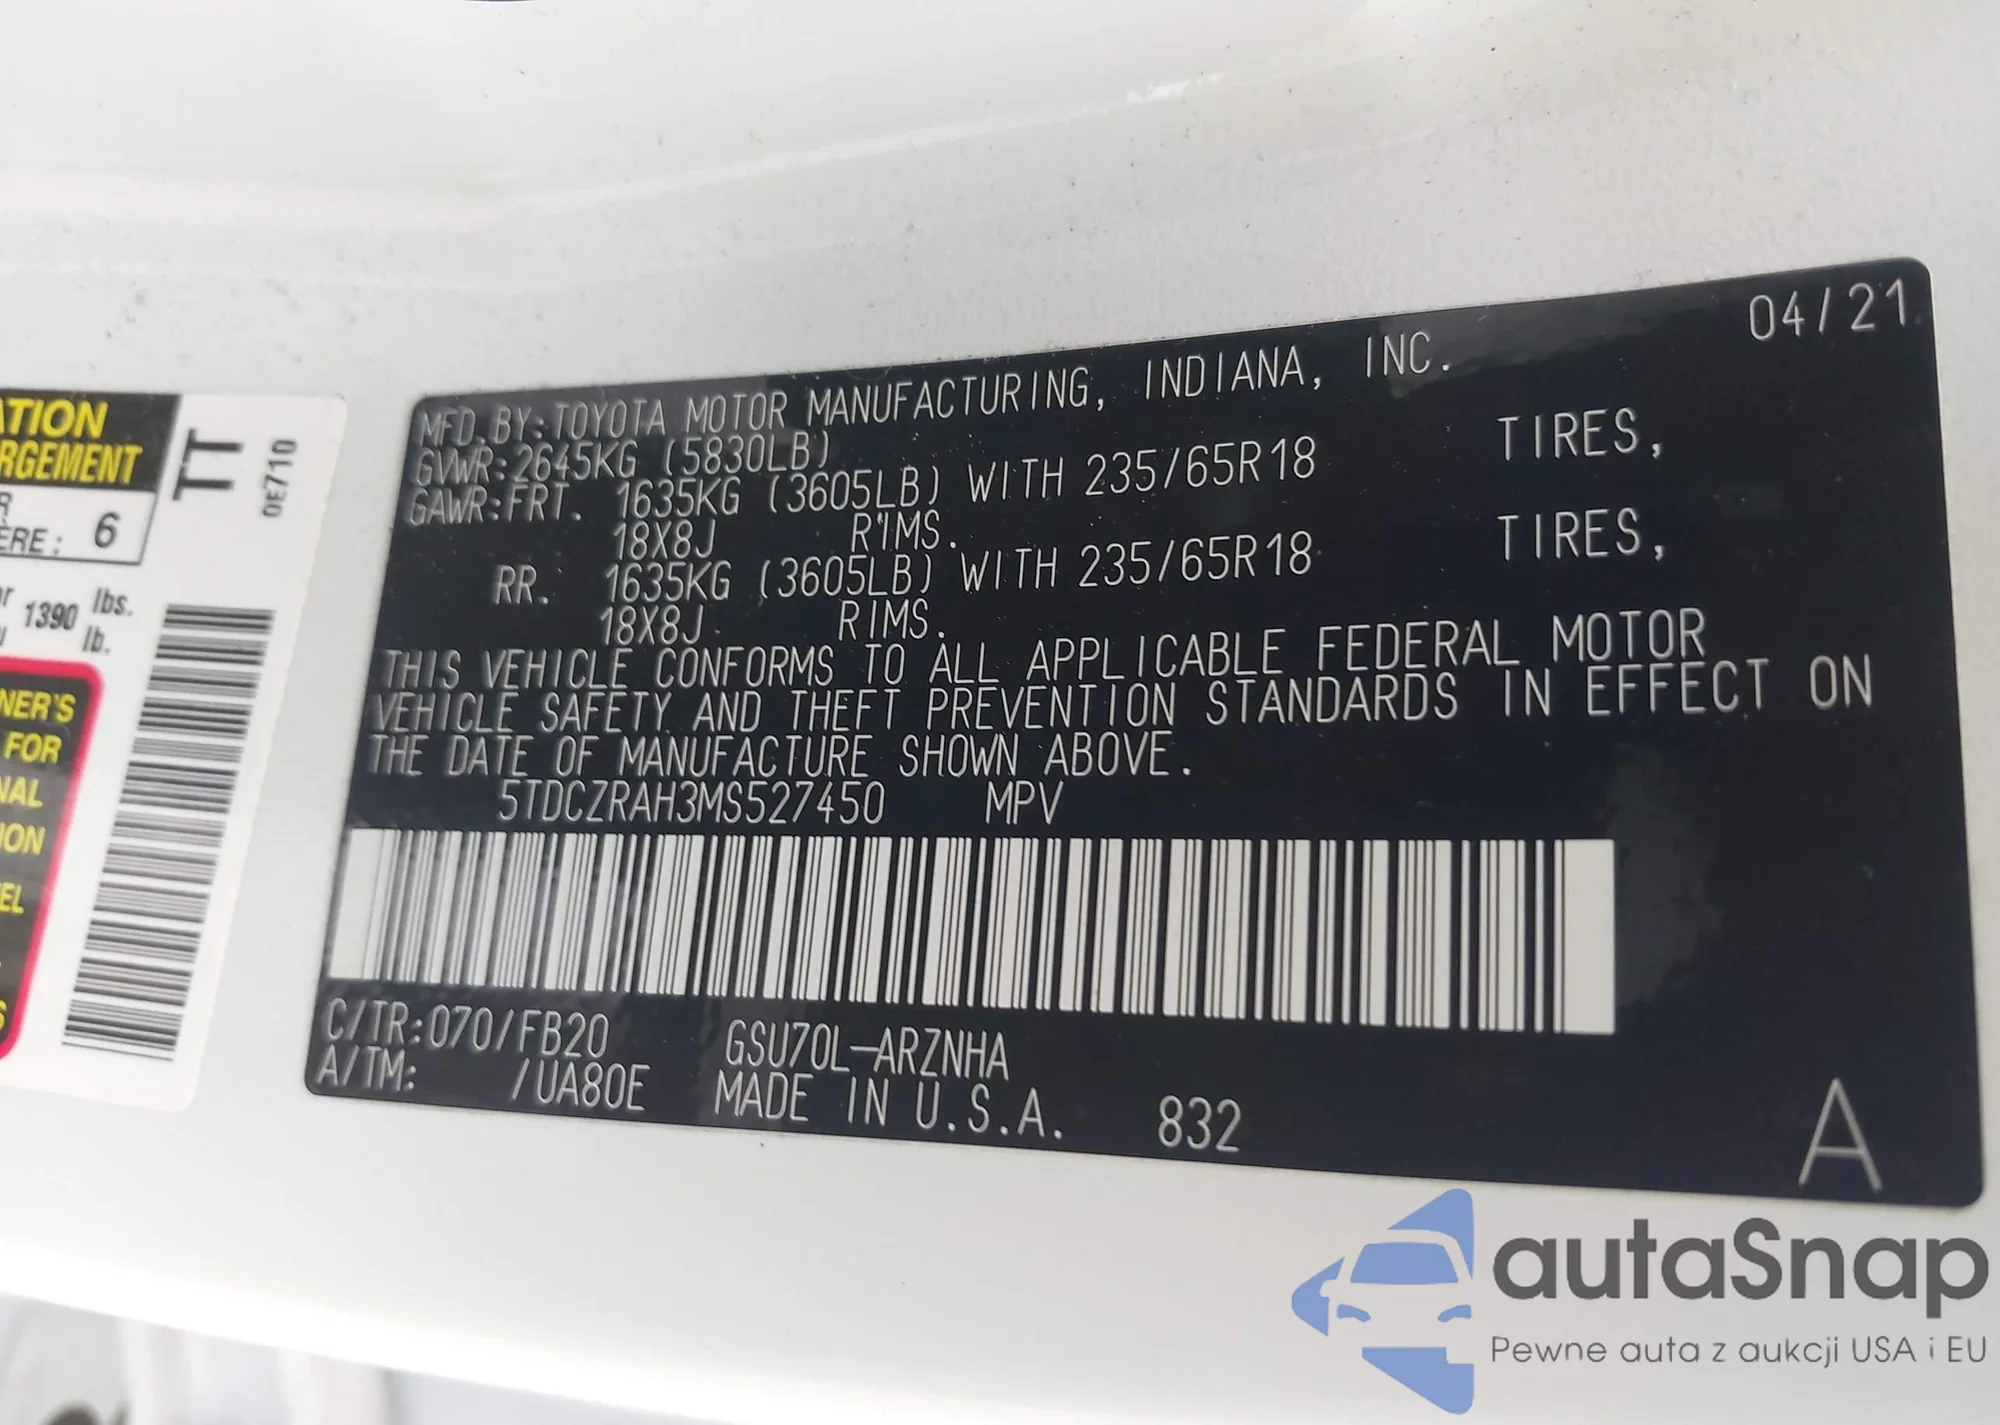 ATION
RGEMENT
R
ÈRE: 6
1390 lbs.
lb.
NER'S
FOR
NAL
ION
EL
TT
0E710
04/21
MFD. BY: TOYOTA MOTOR MANUFACTURING, INDIANA, INC.
GVWR: 2645KG (5830LB)
GAWR: FRT. 1635KG (3605LB) WITH 235/65R18 TIRES,
18X8J RIMS.
RR. 1635KG (3605LB) WITH 235/65R18 TIRES,
18X8J RIMS.
THIS VEHICLE CONFORMS TO ALL APPLICABLE FEDERAL MOTOR
VEHICLE SAFETY AND THEFT PREVENTION STANDARDS IN EFFECT ON
THE DATE OF MANUFACTURE SHOWN ABOVE.
5TDCZRAH3MS527450 MPV
C/TR: 070/FB20 GSU70L-ARZNHA
A/TM: /UA80E MADE IN U.S.A. 832
A
autaSnap
Pewne auta z aukcji USA i EU